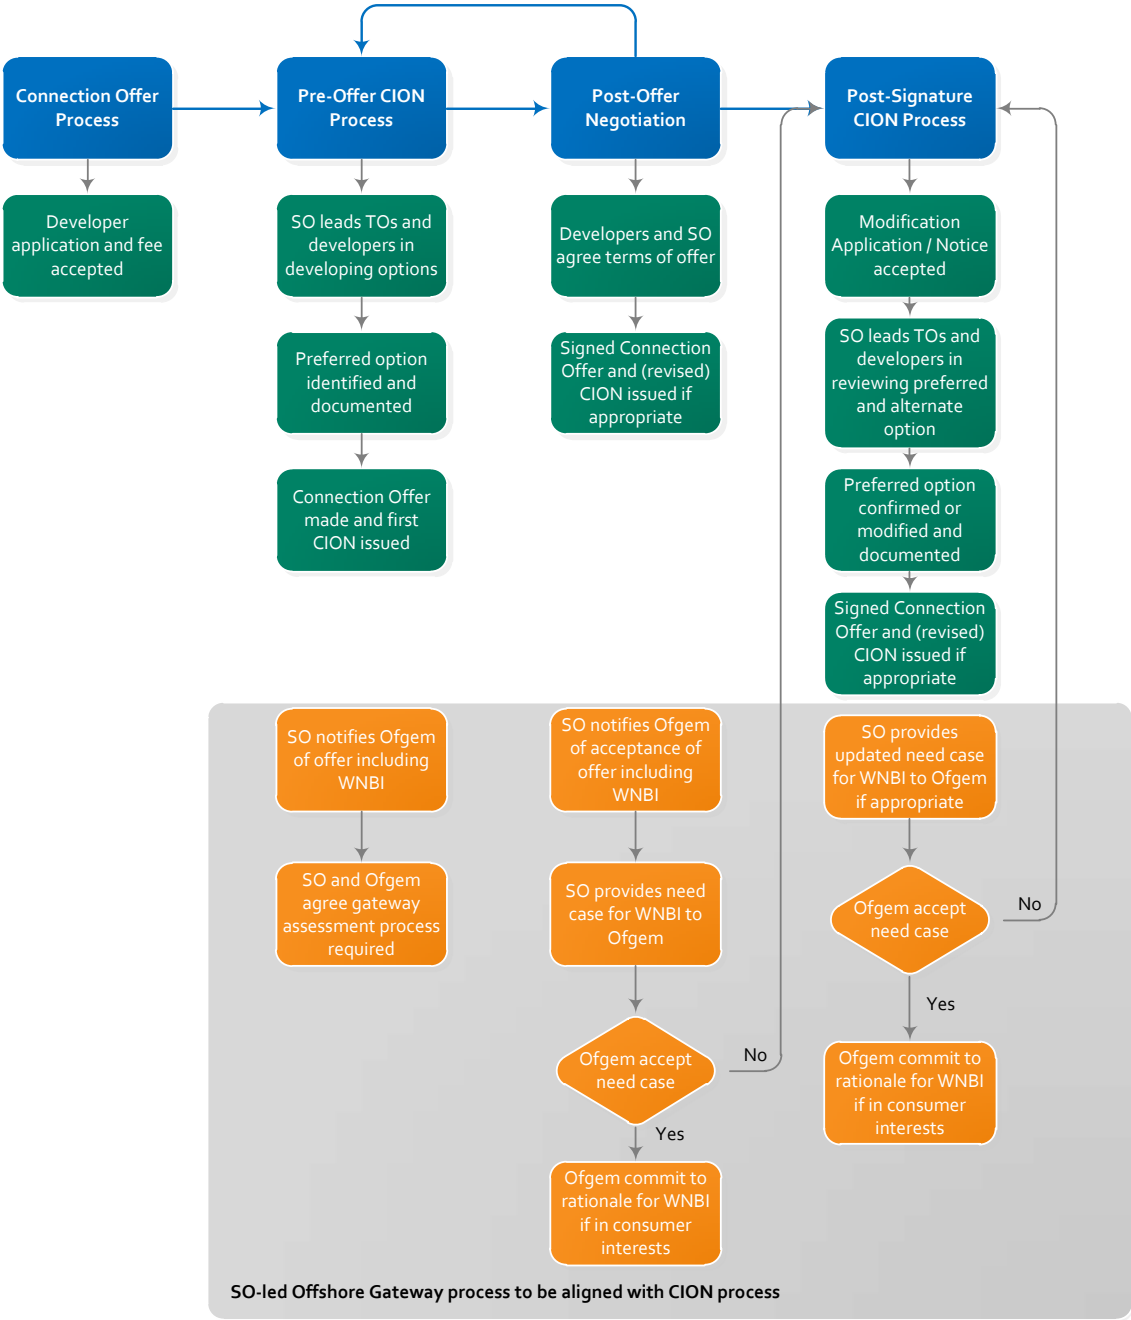 Connection Offer
Process
Pre-Offer CION
Process
Post-Offer
Negotiation
Post-Signature
CION Process
Developer
application and fee
accepted
SO leads TOs and
developers in
developing options
Preferred option
identified and
documented
Connection Offer
made and first
CION issued
Developers and SO
agree terms of offer
Signed Connection
Offer and (revised)
CION issued if
appropriate
Modification
Application / Notice
accepted
SO leads TOs and
developers in
reviewing preferred
and alternate
option
Preferred option
confirmed or
modified and
documented
Signed Connection
Offer and (revised)
CION issued if
appropriate
SO notifies Ofgem
of offer including
WNBI
SO and Ofgem
agree gateway
assessment process
required
SO notifies Ofgem
of acceptance of
offer including
WNBI
SO provides need
case for WNBI to
Ofgem
Ofgem accept
need case
No
Yes
Ofgem commit to
rationale for WNBI
if in consumer
interests
SO provides
updated need case
for WNBI to Ofgem
if appropriate
Ofgem accept
need case
No
Yes
Ofgem commit to
rationale for WNBI
if in consumer
interests
SO-led Offshore Gateway process to be aligned with CION process